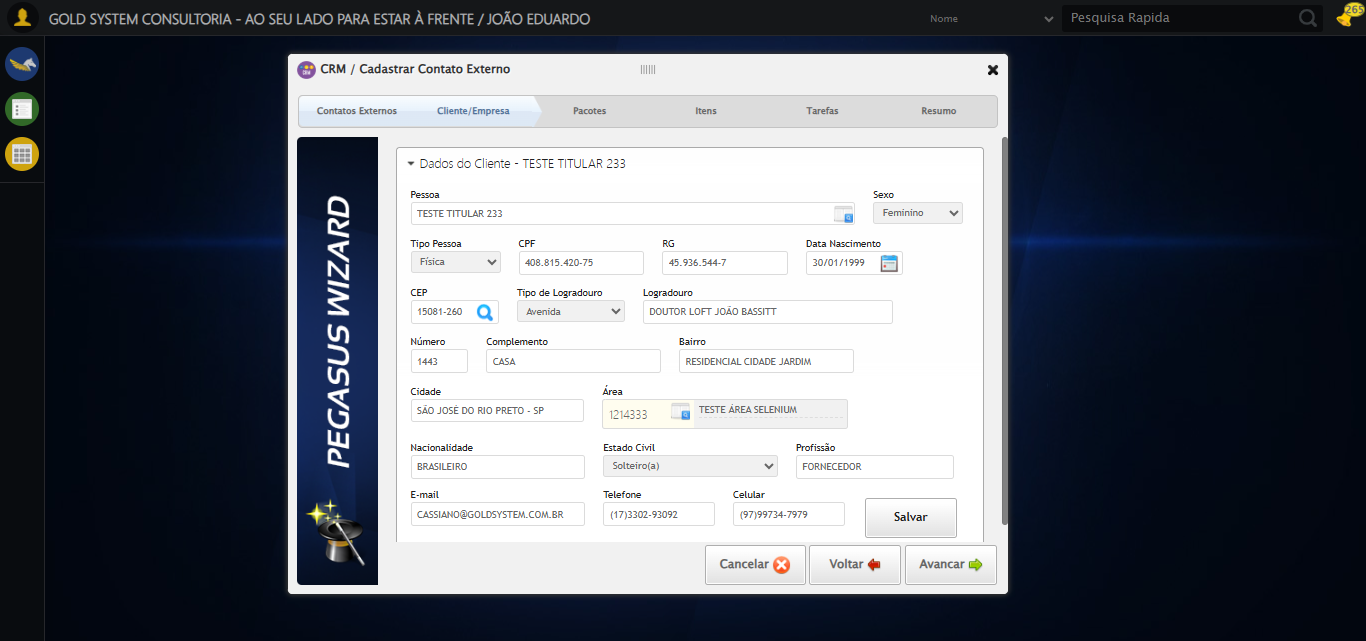 GOLD SYSTEM CONSULTORIA - AO SEU LADO PARA ESTAR À FRENTE / JOÃO EDUARDO
Nome
Pesquisa Rapida
265
CRM / Cadastrar Contato Externo
Contatos Externos
Cliente/Empresa
Pacotes
Itens
Tarefas
Resumo
PEGASUS WIZARD
Dados do Cliente - TESTE TITULAR 233
Pessoa
Sexo
TESTE TITULAR 233
Feminino
Tipo Pessoa
CPF
RG
Data Nascimento
Física
408.815.420-75
45.936.544-7
30/01/1999
CEP
Tipo de Logradouro
Logradouro
15081-260
Avenida
DOUTOR LOFT JOÃO BASSITT
Número
Complemento
Bairro
1443
CASA
RESIDENCIAL CIDADE JARDIM
Cidade
Área
SÃO JOSÉ DO RIO PRETO - SP
1214333
TESTE ÁREA SELENIUM
Nacionalidade
Estado Civil
Profissão
BRASILEIRO
Solteiro(a)
FORNECEDOR
E-mail
Telefone
Celular
CASSIANO@GOLDSYSTEM.COM.BR
(17)3302-93092
(97)99734-7979
Salvar
Cancelar
Voltar
Avancar